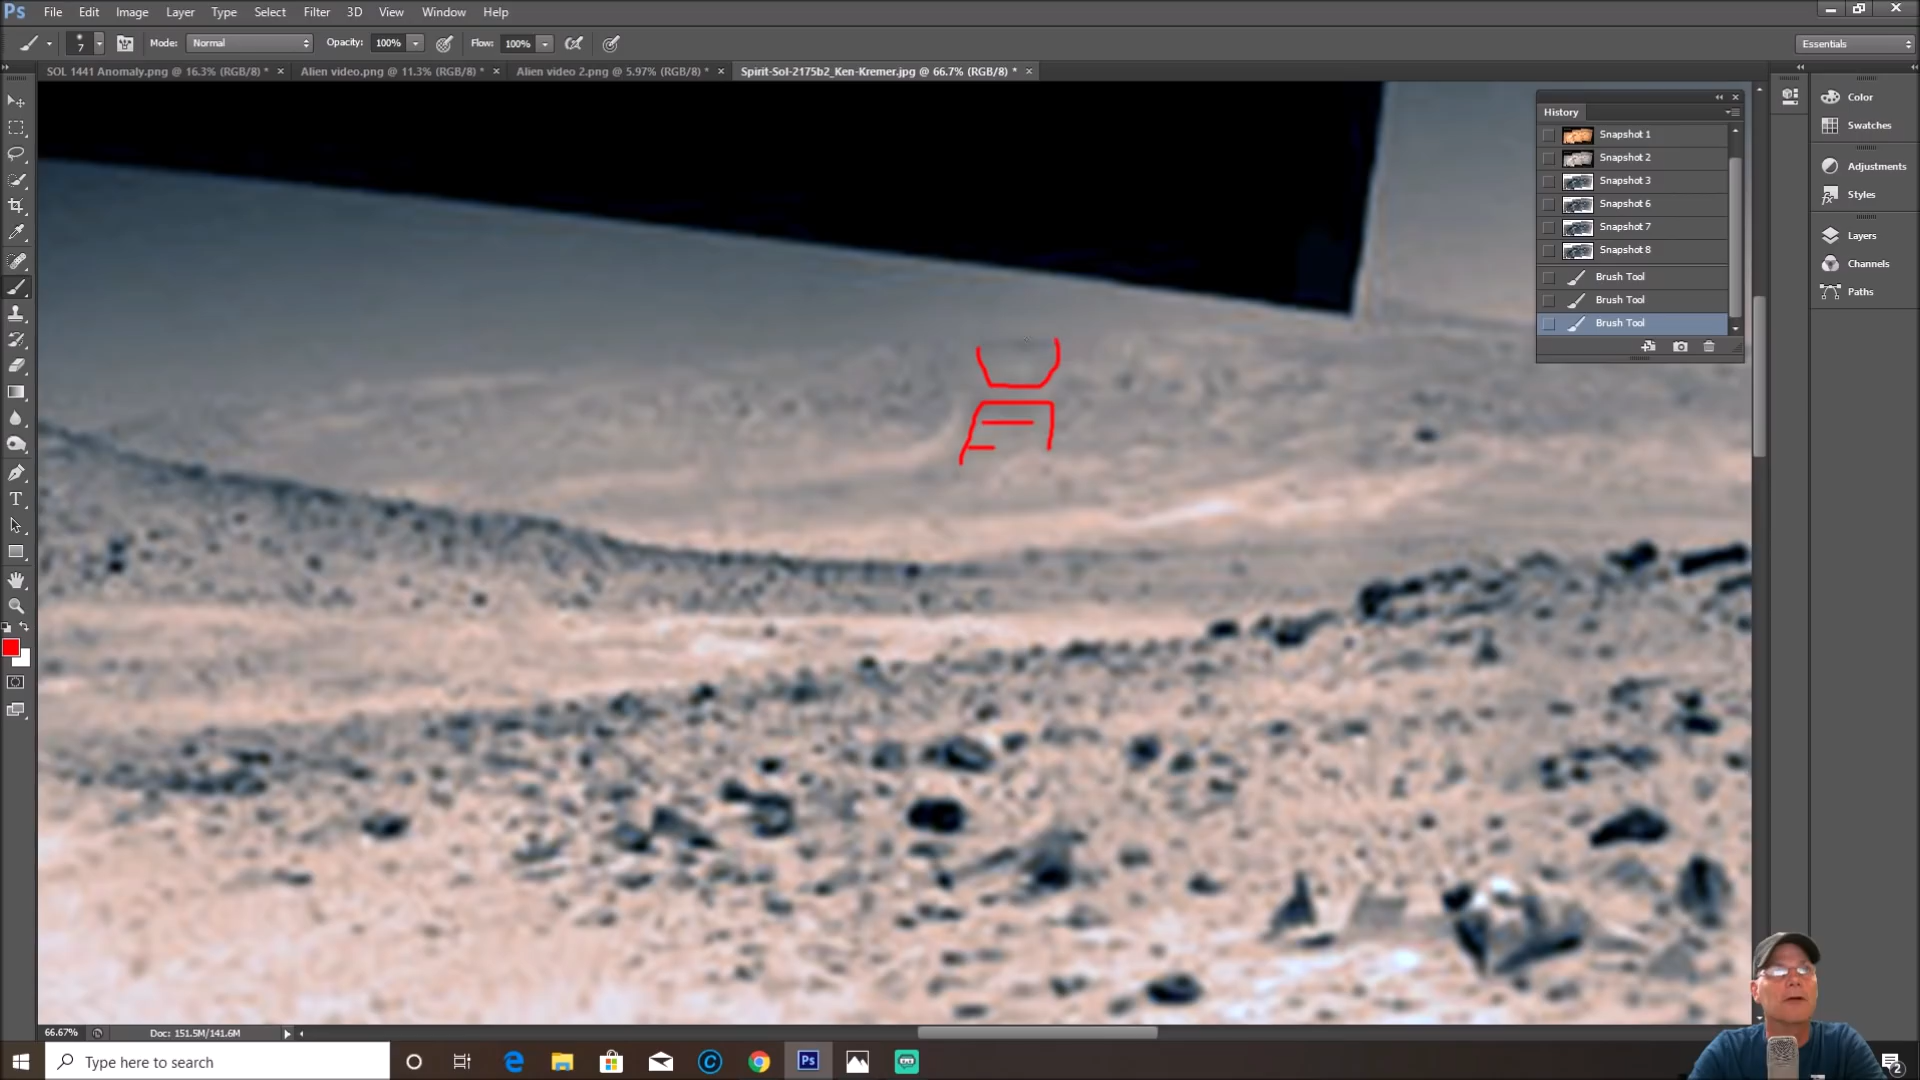 Ps File Edit Image Layer Type Select Filter 3D View Window Help
7 Mode: Normal Opacity: 100% Flow: 100% Essentials
SOL 1441 Anomaly.png @ 16.3% (RGB/8) * × Alien video.png @ 11.3% (RGB/8) * × Alien video 2.png @ 5.97% (RGB/8) * × Spirit-Sol-2175b2_Ken-Kremer.jpg @ 66.7% (RGB/8) * ×
History
Snapshot 1
Snapshot 2
Snapshot 3
Snapshot 6
Snapshot 7
Snapshot 8
Brush Tool
Brush Tool
Brush Tool
Color
Swatches
Adjustments
Styles
Layers
Channels
Paths
66.67% Doc: 151.5M/141.6M
Type here to search
Ps
2